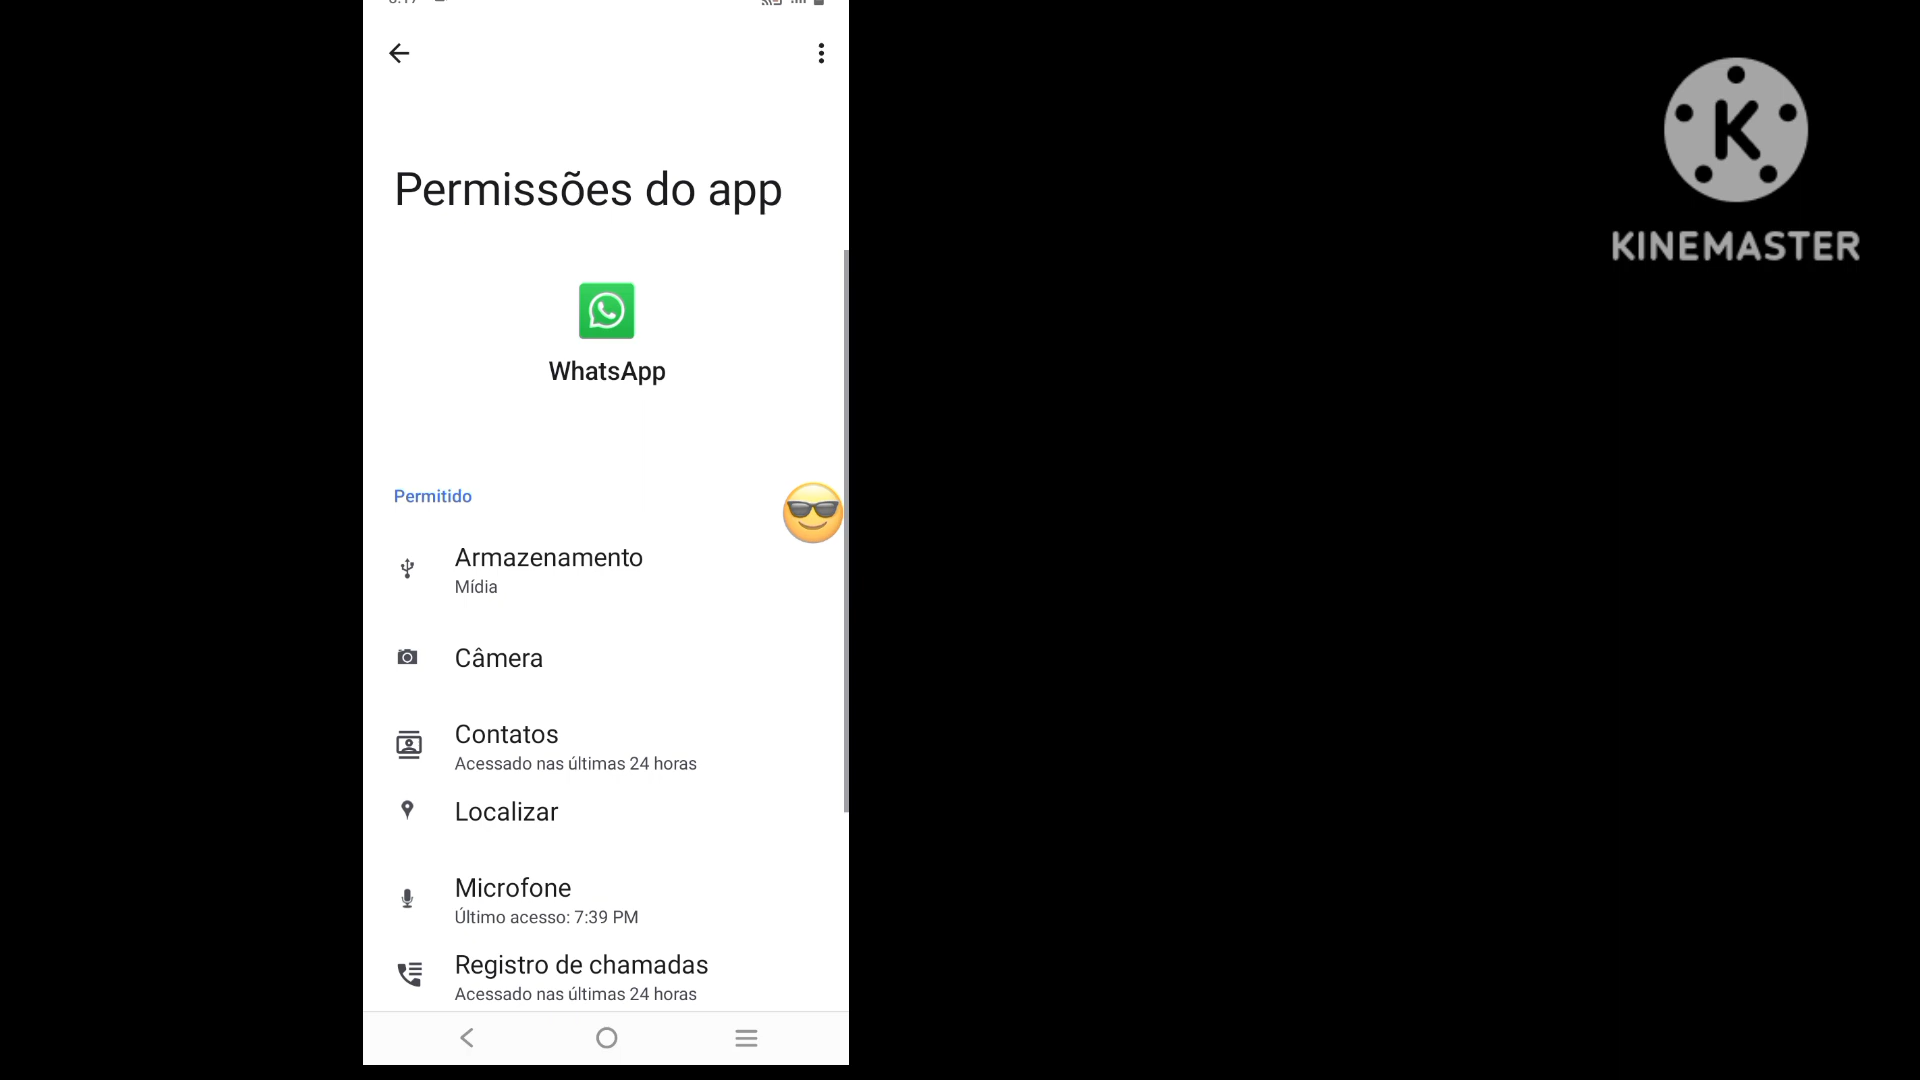 Permissões do app
WhatsApp
Permitido
Armazenamento
Mídia
Câmera
Contatos
Acessado nas últimas 24 horas
Localizar
Microfone
Último acesso: 7:39 PM
Registro de chamadas
Acessado nas últimas 24 horas
K
KINEMASTER